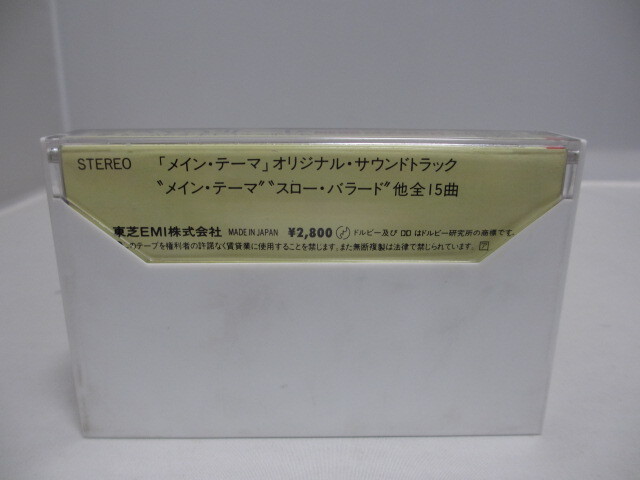 STEREO 「メイン・テーマ」オリジナル・サウンドトラック
"メイン・テーマ""スロー・バラード"他全15曲
東芝EMI株式会社 MADE IN JAPAN ¥2,800 ドルビー及び DD はドルビー研究所の商標です
のテープを権利者の許諾なく賃貸業に使用することを禁じます。また無断複製は法律で禁じられています。